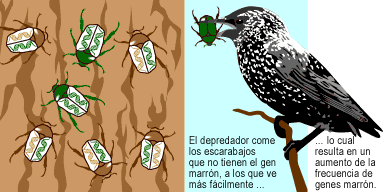 El depredador come
los escarabajos
que no tienen el gen
marrón, a los que ve
más fácilmente ...
... lo cual
resulta en un
aumento de la
frecuencia de
genes marrón.